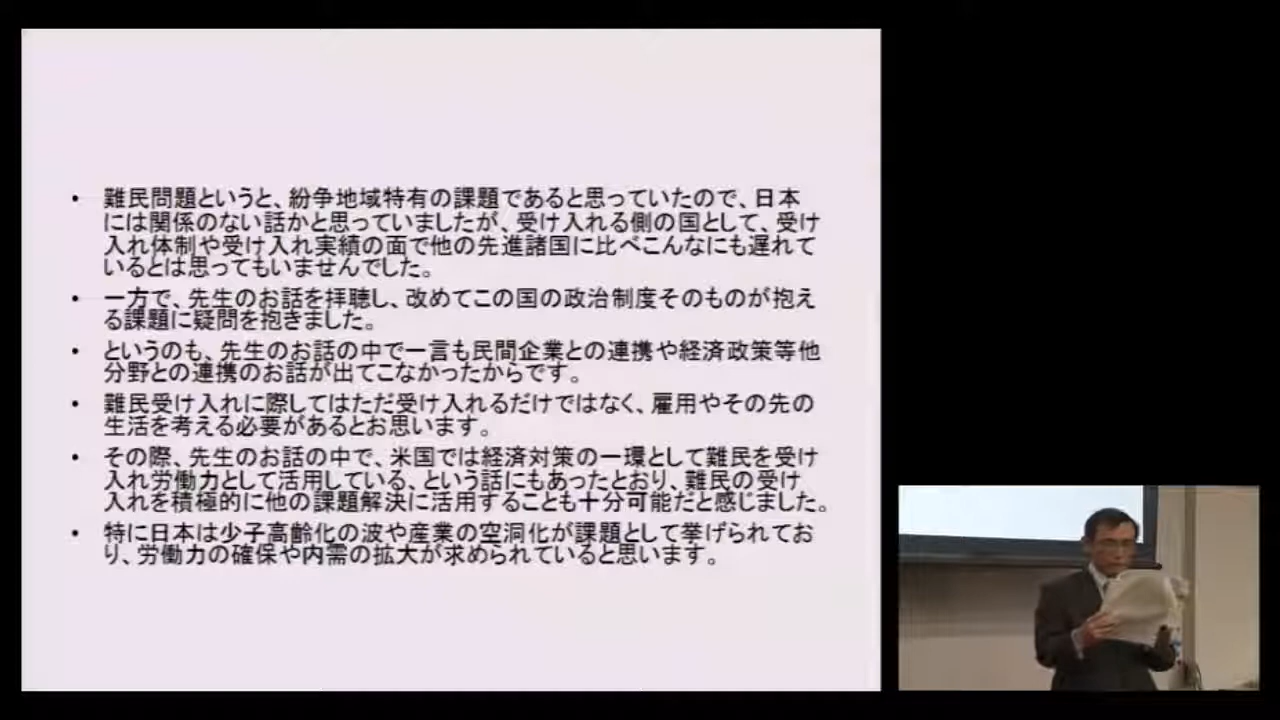 • 難民問題というと、紛争地域特有の課題であると思っていたので、日本
には関係のない話かと思っていましたが、受け入れる側の国として、受け
入れ体制や受け入れ実績の面で他の先進諸国に比べこんなにも遅れて
いるとは思ってもいませんでした。
• 一方で、先生のお話を拝聴し、改めてこの国の政治制度そのものが抱え
る課題に疑問を抱きました。
• というのも、先生のお話の中で一言も民間企業との連携や経済政策等他
分野との連携のお話が出てこなかったからです。
• 難民受け入れに際してはただ受け入れるだけではなく、雇用やその先の
生活を考える必要があるとお思います。
• その際、先生のお話の中で、米国では経済対策の一環として難民を受け
入れ労働力として活用している、という話にもあったとおり、難民の受け
入れを積極的に他の課題解決に活用することも十分可能だと感じました。
• 特に日本は少子高齢化の波や産業の空洞化が課題として挙げられてお
り、労働力の確保や内需の拡大が求められていると思います。